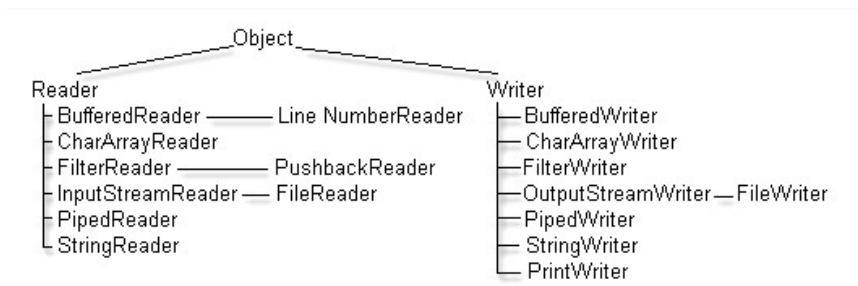 Object
Reader
BufferedReader Line NumberReader
CharArrayReader
FilterReader PushbackReader
InputStreamReader FileReader
PipedReader
StringReader
Writer
BufferedWriter
CharArrayWriter
FilterWriter
OutputStreamWriter FileWriter
PipedWriter
StringWriter
PrintWriter